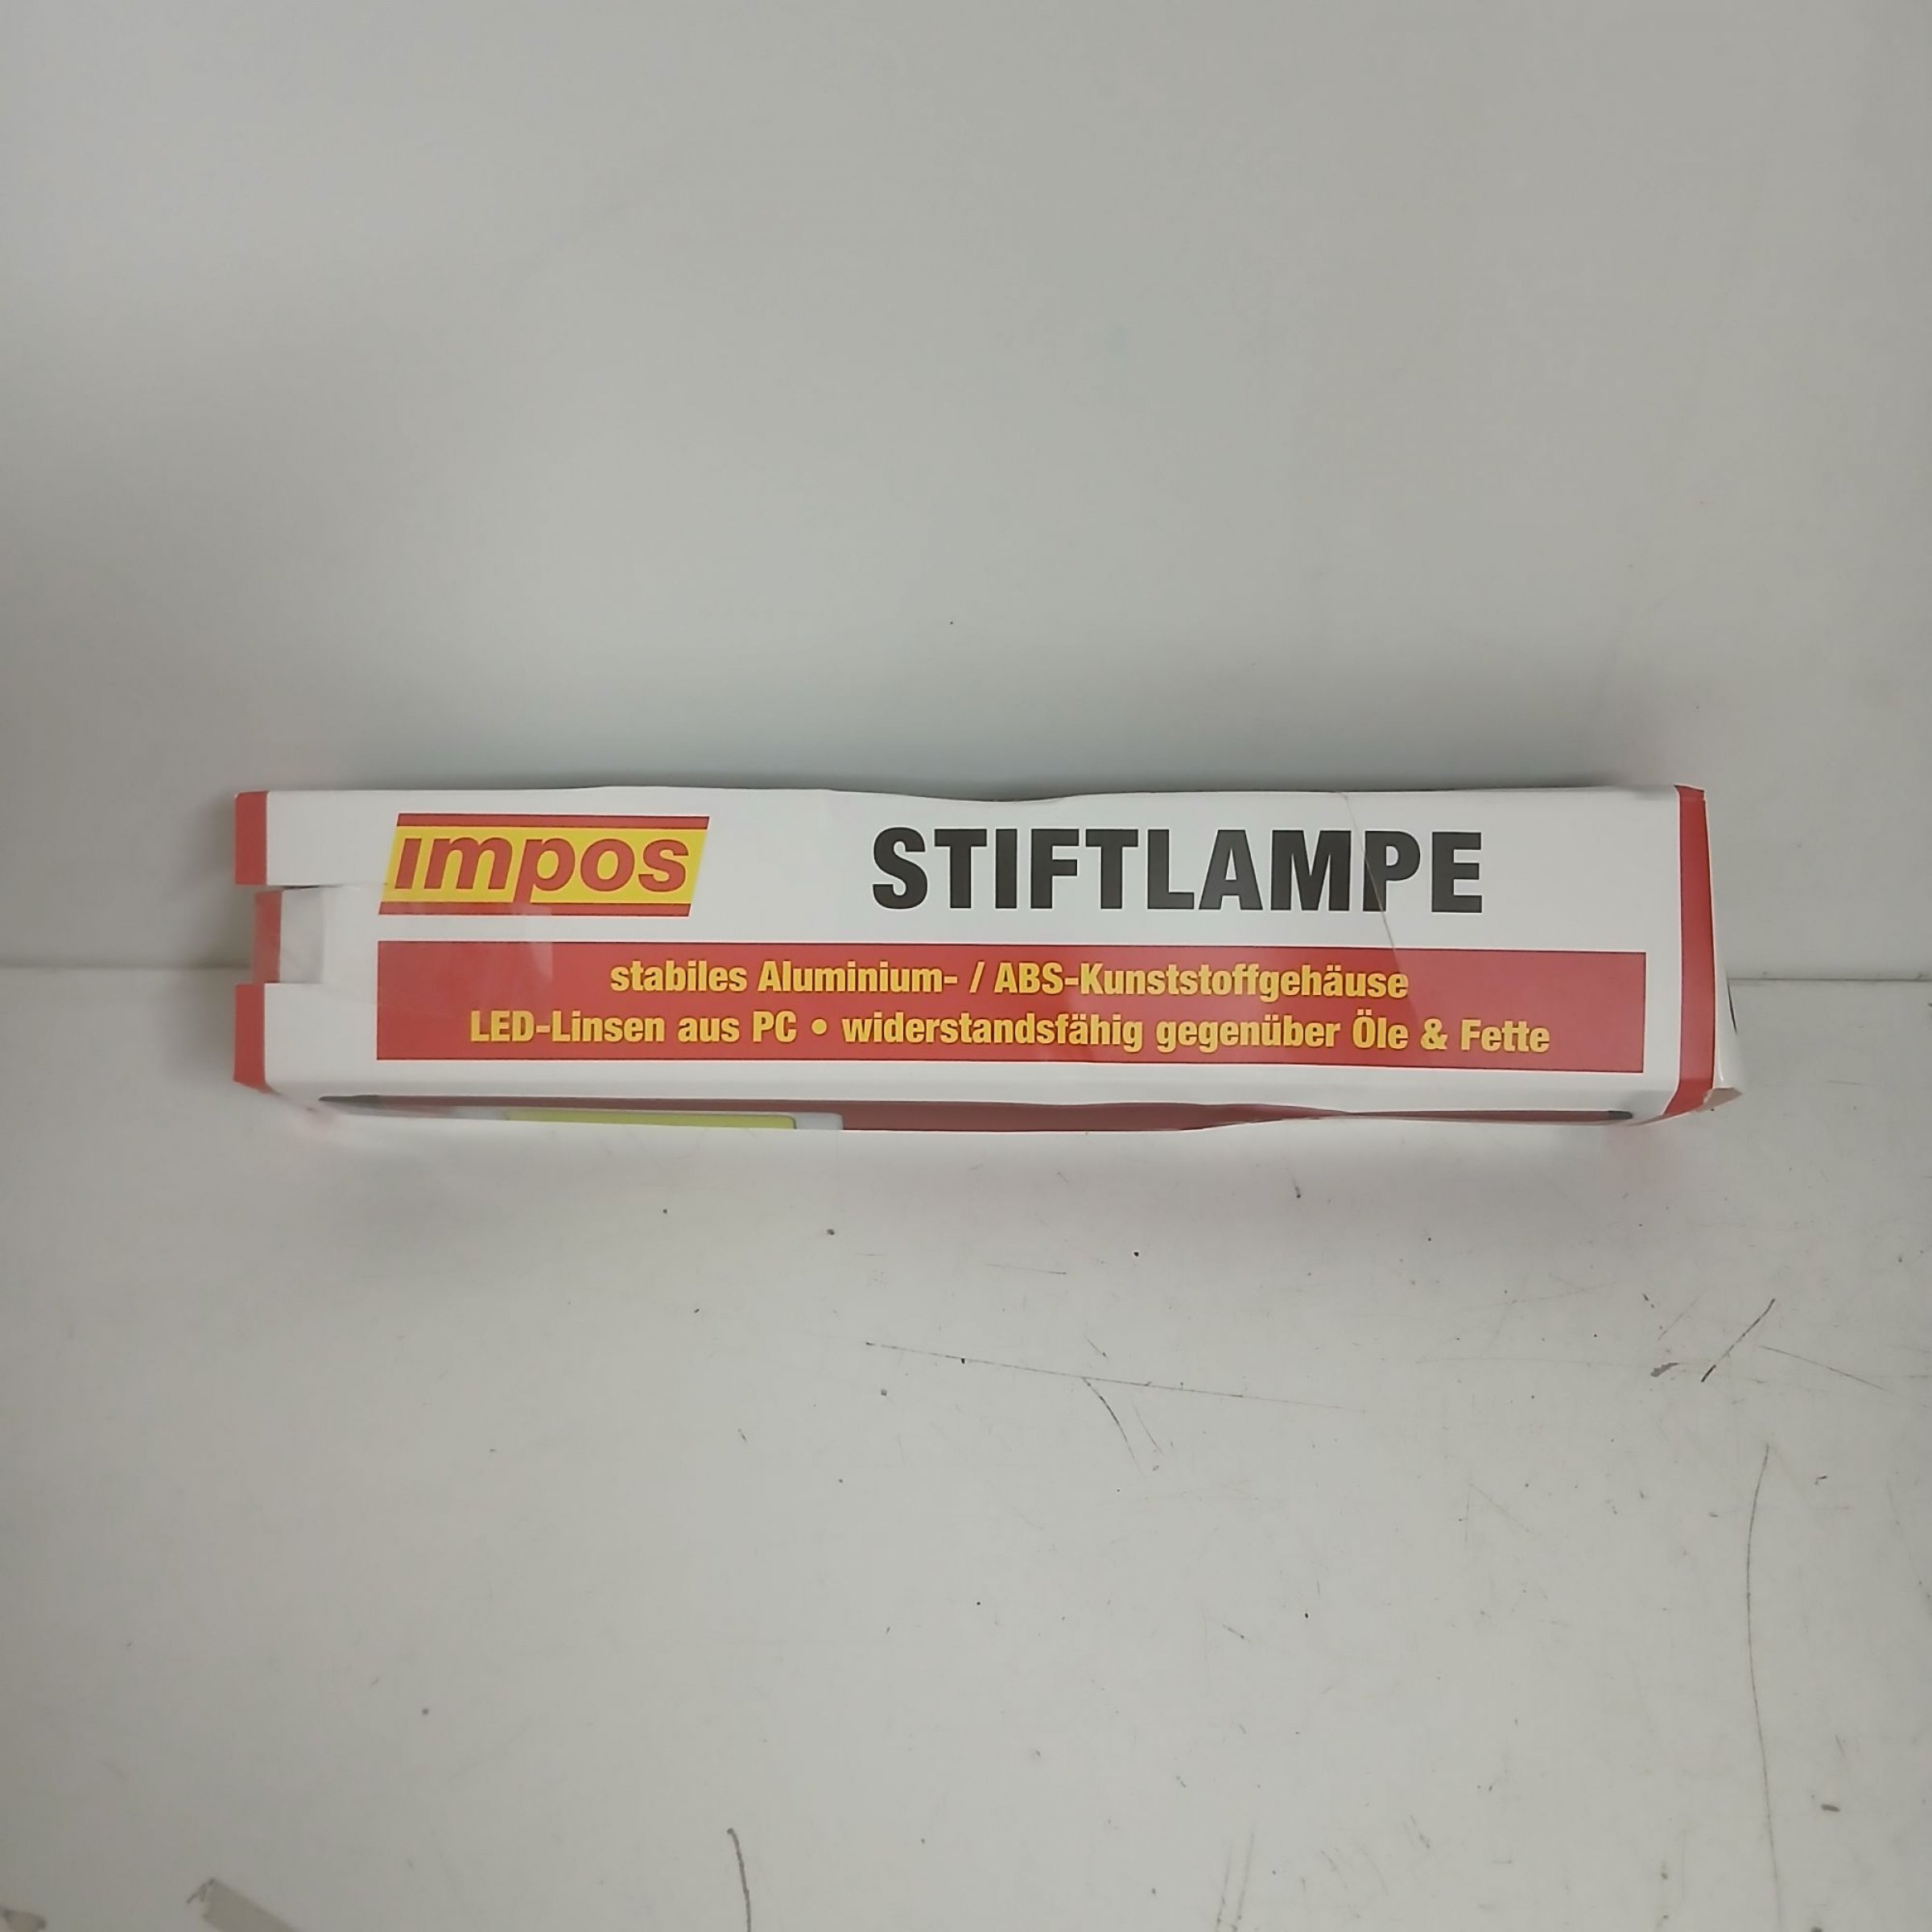 impos
STIFTLAMPE
stabiles Aluminium- / ABS-Kunststoffgehäuse
LED-Linsen aus PC • widerstandsfähig gegenüber Öle & Fette